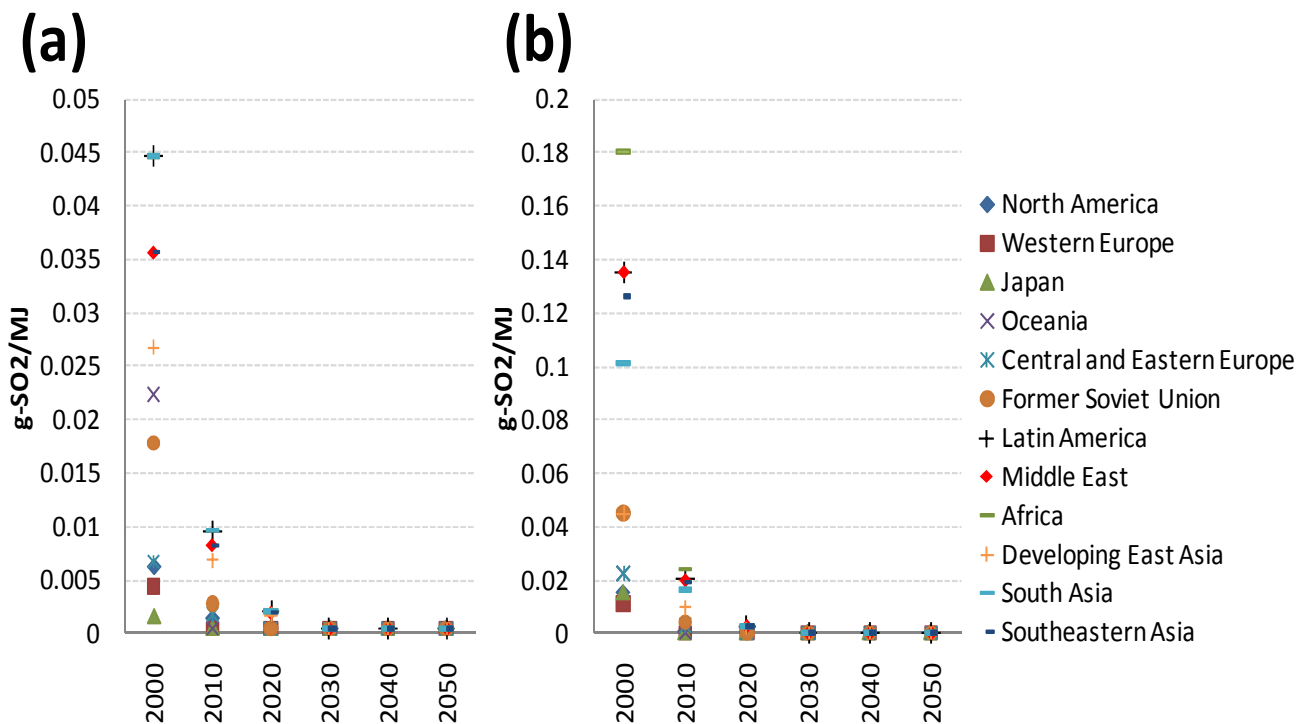 (a)
g-SO2/MJ
0.05
0.045
0.04
0.035
0.03
0.025
0.02
0.015
0.01
0.005
0
2000
2010
2020
2030
2040
2050
(b)
g-SO2/MJ
0.2
0.18
0.16
0.14
0.12
0.1
0.08
0.06
0.04
0.02
0
2000
2010
2020
2030
2040
2050
North America
Western Europe
Japan
Oceania
Central and Eastern Europe
Former Soviet Union
Latin America
Middle East
Africa
Developing East Asia
South Asia
Southeastern Asia